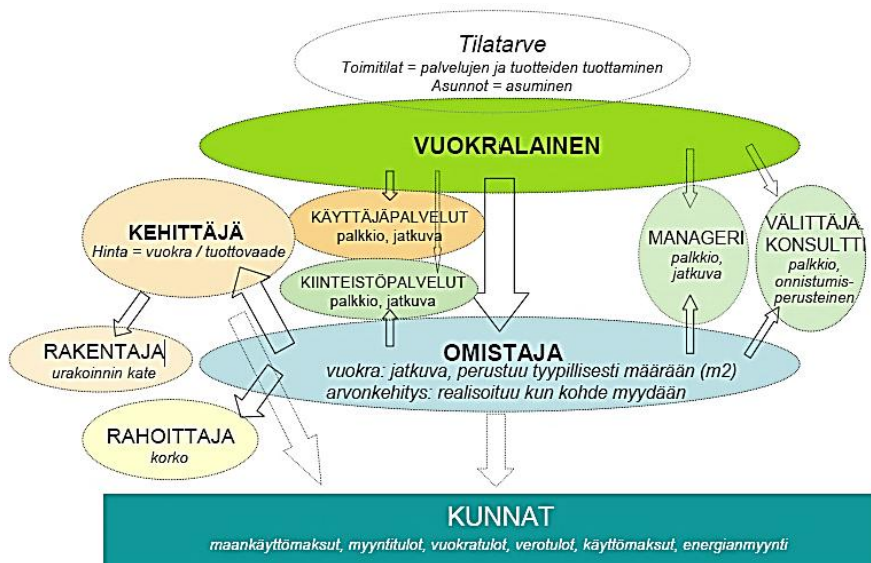 Tilatarve
Toimitilat = palvelujen ja tuotteiden tuottaminen
Asunnot = asuminen
VUOKRALAINEN
KEHITTÄJÄ
Hinta = vuokra / tuottovaade
KÄYTTÄJÄPALVELUT
palkkio, jatkuva
KIINTEISTÖPALVELUT
palkkio, jatkuva
MANAGERI
palkkio,
jatkuva
VÄLITTÄJÄ,
KONSULTTI
palkkio,
onnistumis-
perusteinen
RAKENTAJA
urakoinnin kate
OMISTAJA
vuokra: jatkuva, perustuu tyypillisesti määrään (m2)
arvonkehitys: realisoituu kun kohde myydään
RAHOITTAJA
korko
KUNNAT
maankäyttömaksut, myyntitulot, vuokratulot, verotulot, käyttömaksut, energianmyynti